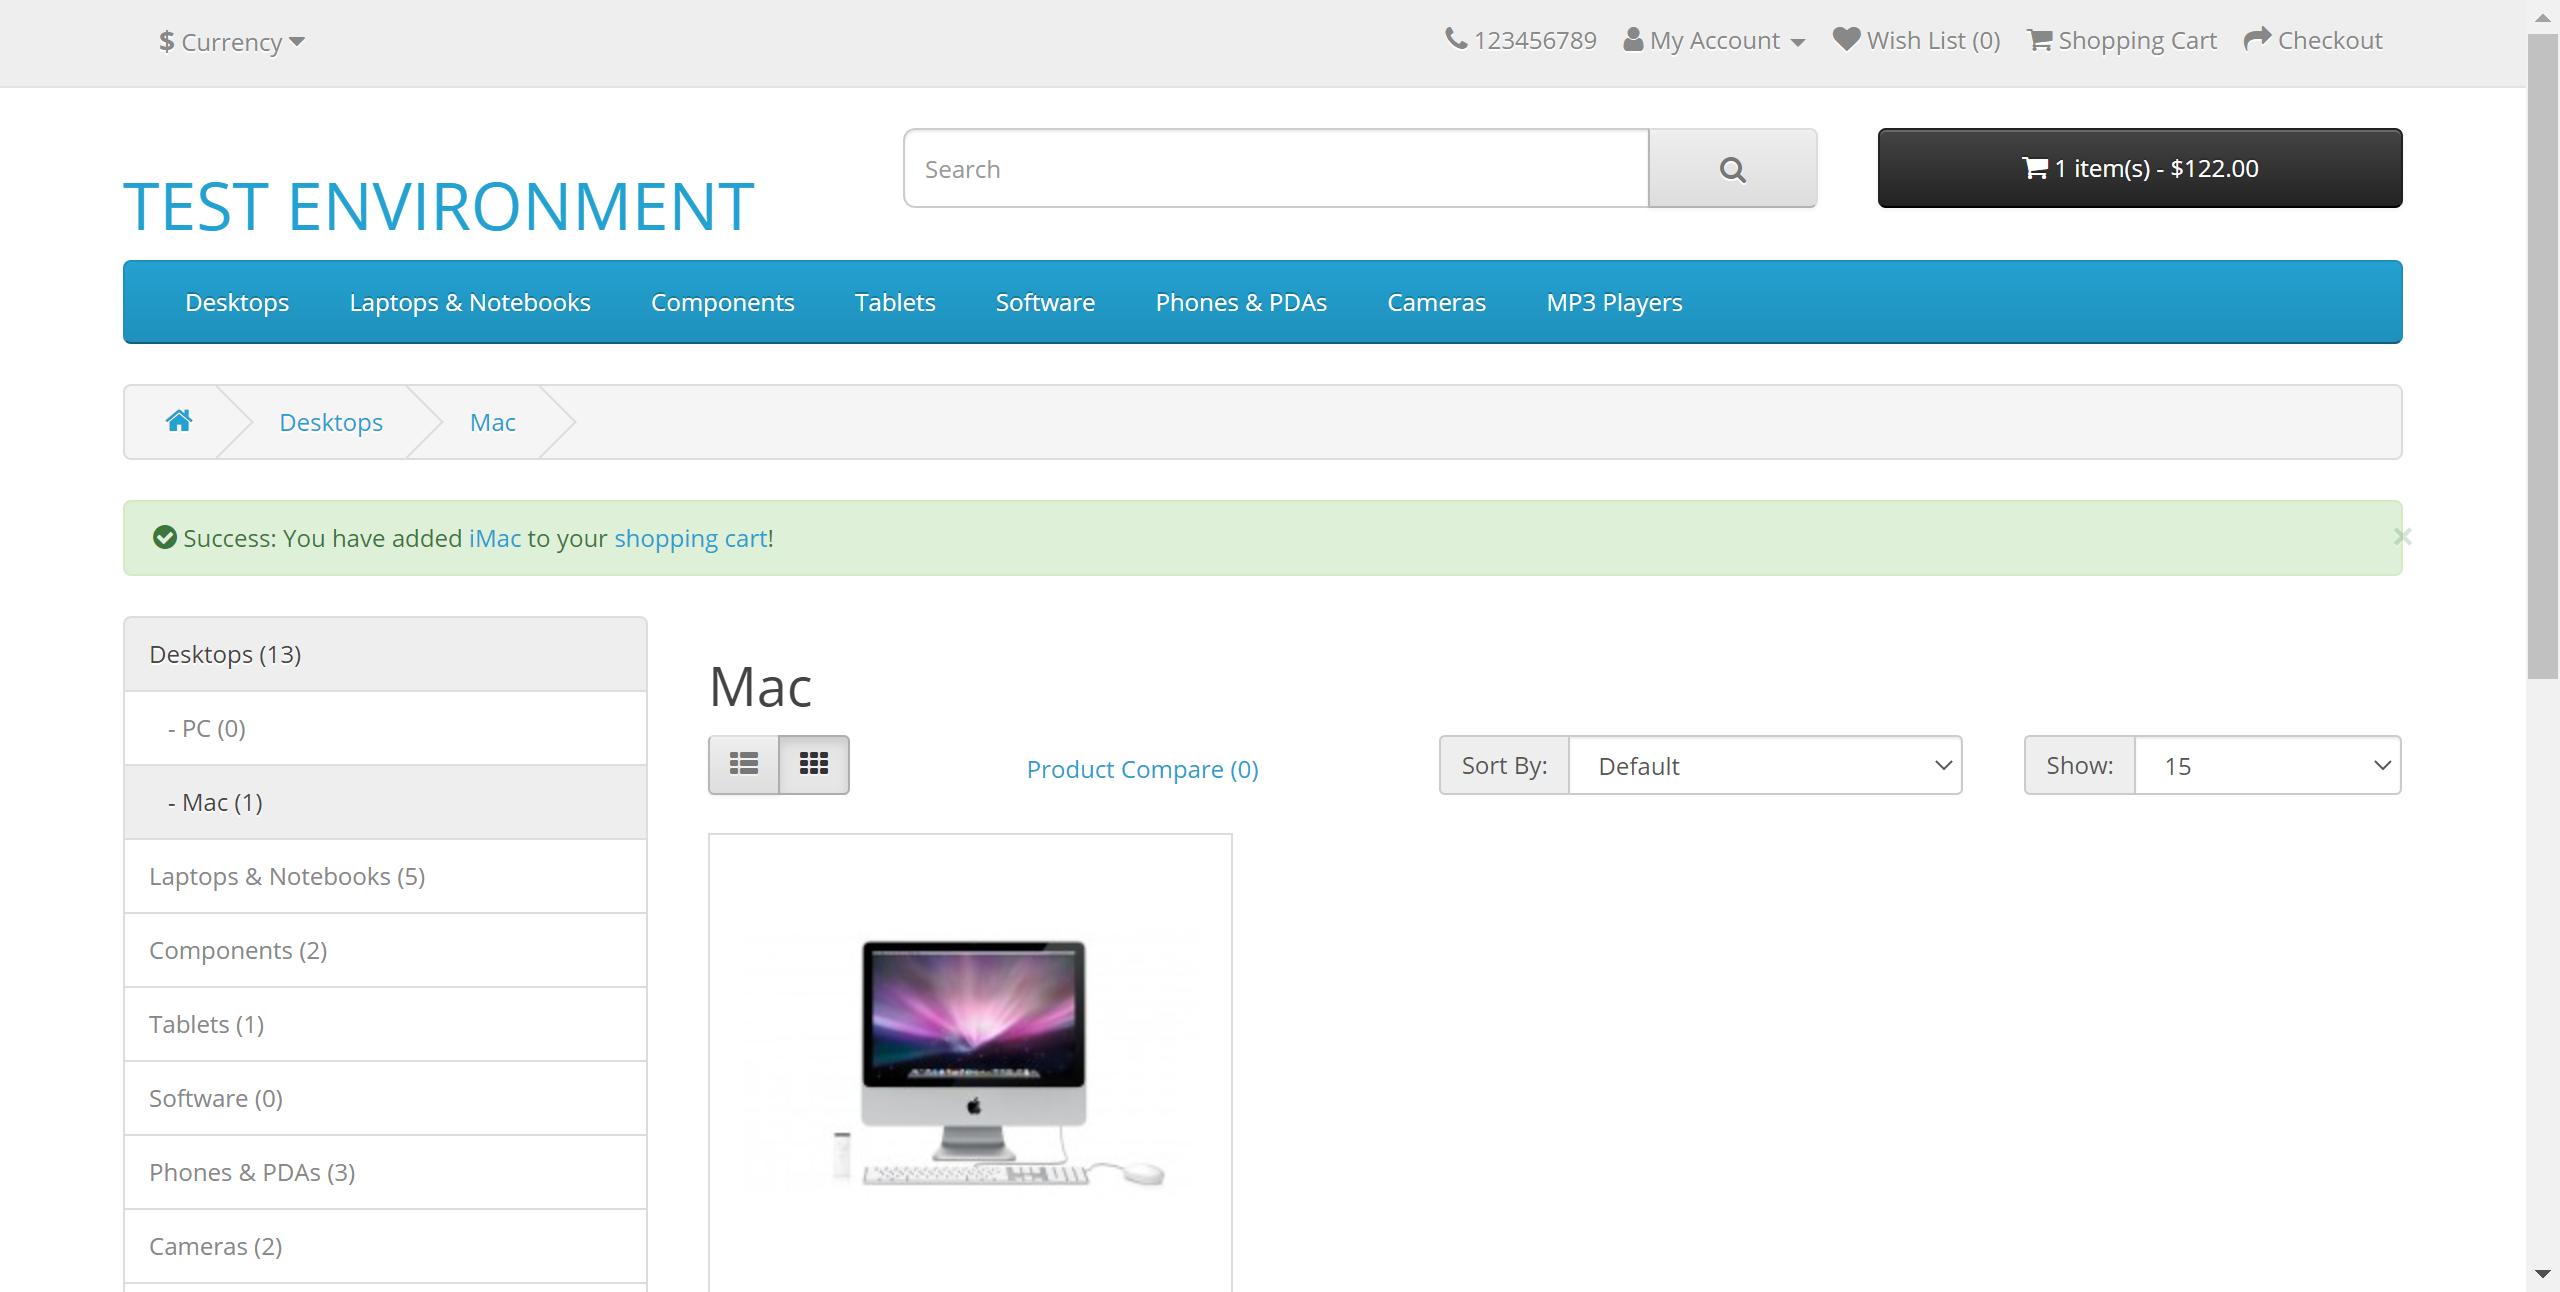 $ Currency
123456789 My Account Wish List (0) Shopping Cart Checkout
TEST ENVIRONMENT
Search
1 item(s) - $122.00
Desktops Laptops & Notebooks Components Tablets Software Phones & PDAs Cameras MP3 Players
Desktops Mac
Success: You have added iMac to your shopping cart!
×
Desktops (13)
- PC (0)
- Mac (1)
Laptops & Notebooks (5)
Components (2)
Tablets (1)
Software (0)
Phones & PDAs (3)
Cameras (2)
Mac
Product Compare (0)
Sort By: Default
Show: 15